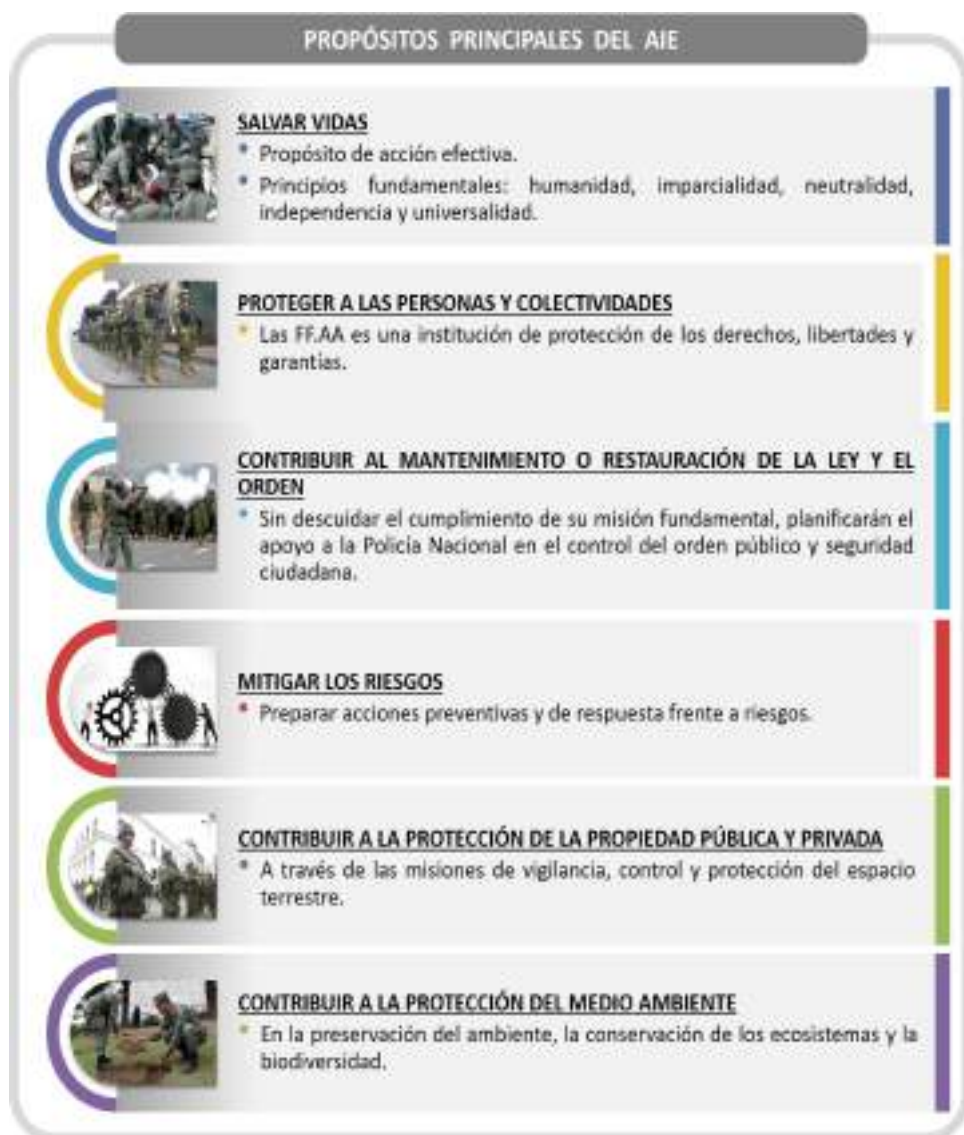 PROPÓSITOS PRINCIPALES DEL AIE
SALVAR VIDAS
* Propósito de acción efectiva.
* Principios fundamentales: humanidad, imparcialidad, neutralidad,
independencia y universalidad.
PROTEGER A LAS PERSONAS Y COLECTIVIDADES
* Las FF.AA es una institución de protección de los derechos, libertades y
garantías.
CONTRIBUIR AL MANTENIMIENTO O RESTAURACIÓN DE LA LEY Y EL
ORDEN
* Sin descuidar el cumplimiento de su misión fundamental, planificarán el
apoyo a la Policía Nacional en el control del orden público y seguridad
ciudadana.
MITIGAR LOS RIESGOS
* Preparar acciones preventivas y de respuesta frente a riesgos.
CONTRIBUIR A LA PROTECCIÓN DE LA PROPIEDAD PÚBLICA Y PRIVADA
* A través de las misiones de vigilancia, control y protección del espacio
terrestre.
CONTRIBUIR A LA PROTECCIÓN DEL MEDIO AMBIENTE
* En la preservación del ambiente, la conservación de los ecosistemas y la
biodiversidad.